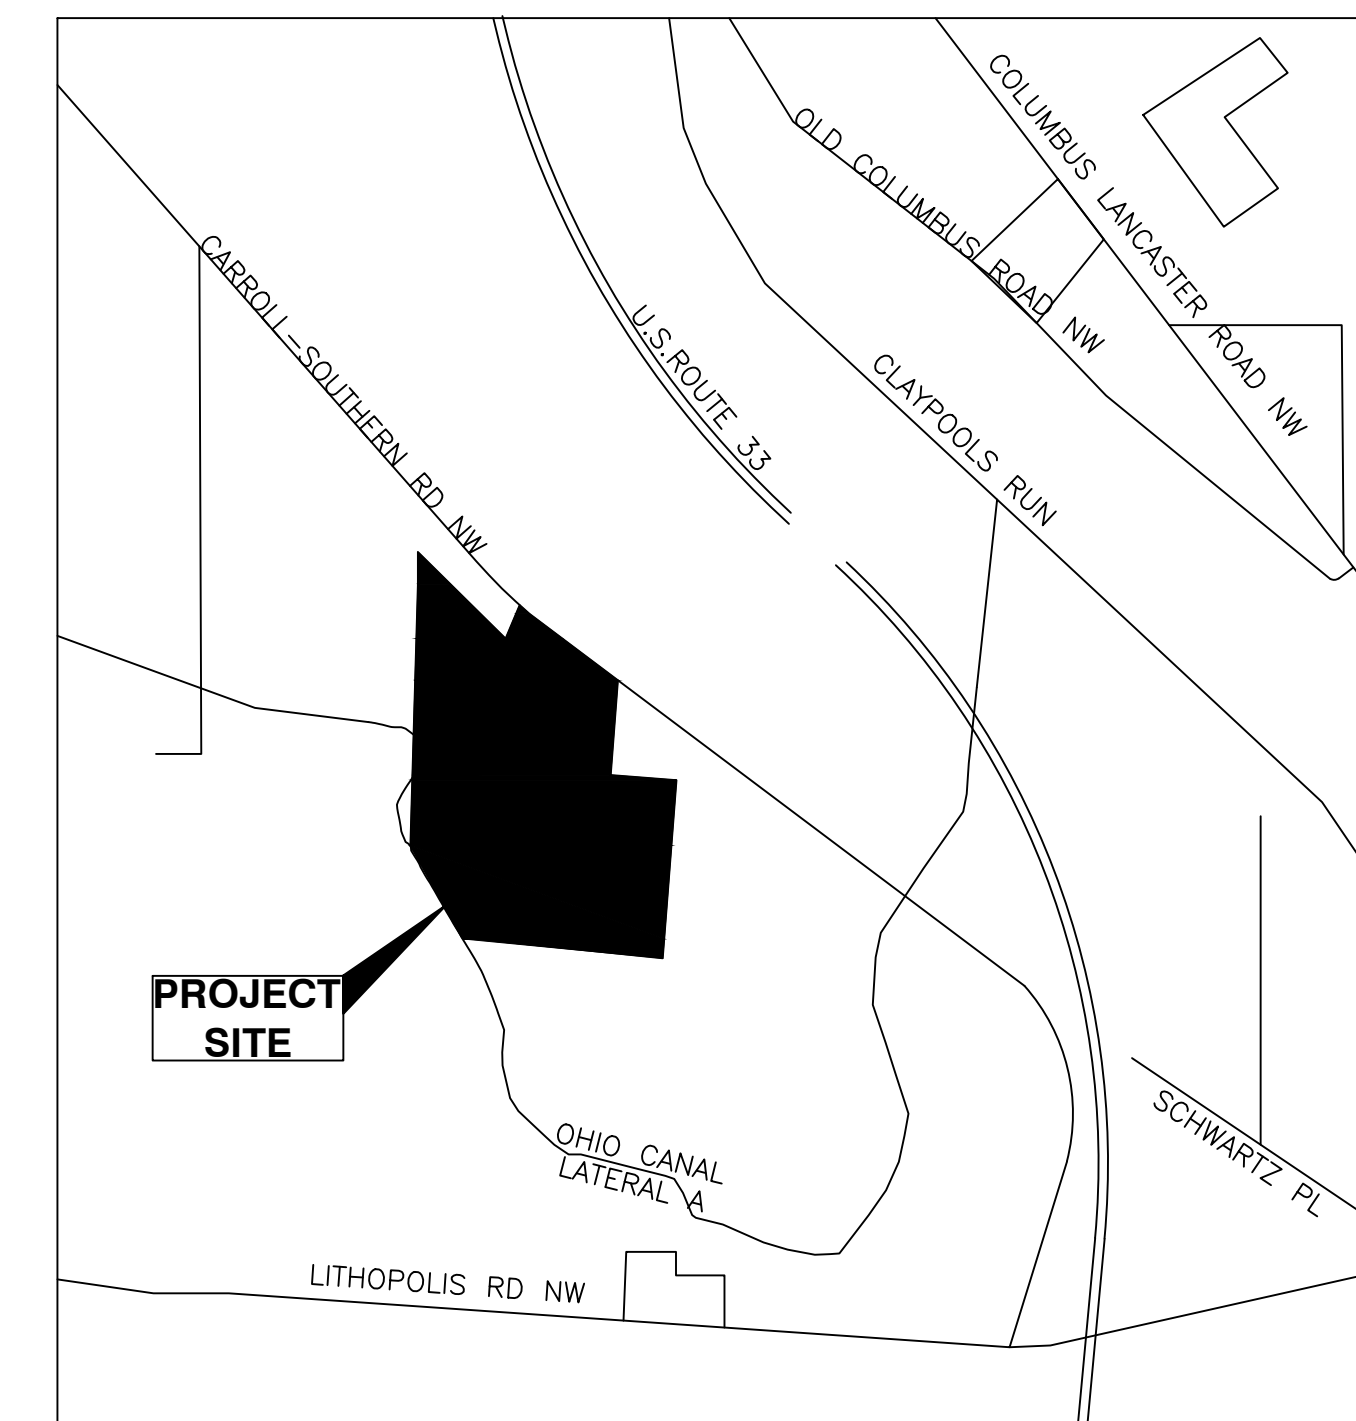 COLUMBUS LANCASTER ROAD NW
OLD COLUMBUS ROAD NW
CARROLL-SOUTHERN RD NW
U.S.ROUTE 33
CLAYPOOLS RUN
PROJECT
SITE
SCHWARTZ PL
OHIO CANAL
LATERAL A
LITHOPOLIS RD NW